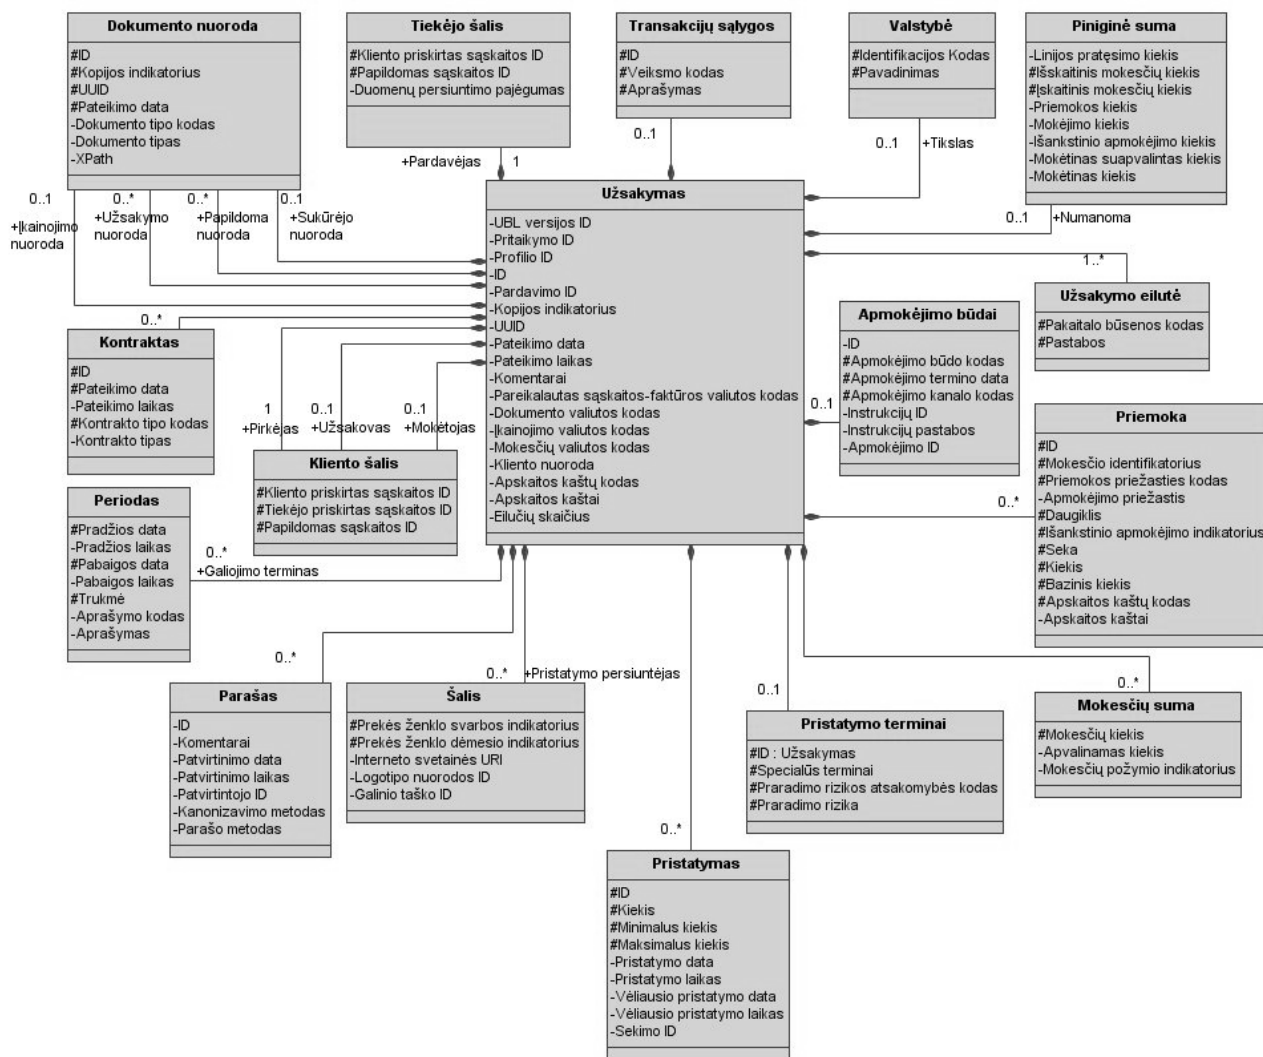 Dokumento nuoroda
#ID
#Kopijos indikatorius
#UUID
#Pateikimo data
-Dokumento tipo kodas
-Dokumento tipas
-XPath
Tiekėjo šalis
#Kliento priskirtas sąskaitos ID
#Papildomas sąskaitos ID
-Duomenų persiuntimo pajėgumas
Transakcijų sąlygos
#ID
#Veiksmo kodas
#Aprašymas
Valstybė
#Identifikacijos Kodas
#Pavadinimas
Piniginė suma
-Linijos pratęsimo kiekis
#Išskaitinis mokesčių kiekis
#Įskaitinis mokesčių kiekis
-Priemokos kiekis
-Mokėjimo kiekis
-Išankstinio apmokėjimo kiekis
-Mokėtinas suapvalintas kiekis
-Mokėtinas kiekis
0..1
+Įkainojimo
nuoroda
0..*
+Užsakymo
nuoroda
0..*
+Papildoma
nuoroda
0..1
+Sukūrėjo
nuoroda
+Pardavėjas
1
0..1
0..1
+Tikslas
0..1
+Numanoma
1..*
Užsakymas
-UBL versijos ID
-Pritaikymo ID
-Profilio ID
-ID
-Pardavimo ID
-Kopijos indikatorius
-UUID
-Pateikimo data
-Pateikimo laikas
-Komentarai
-Pareikalautas sąskaitos-faktūros valiutos kodas
-Dokumento valiutos kodas
-Įkainojimo valiutos kodas
-Mokesčių valiutos kodas
-Kliento nuoroda
-Apskaitos kaštų kodas
-Apskaitos kaštai
-Eilučių skaičius
Užsakymo eilutė
#Pakaitalo būsenos kodas
#Pastabos
0..*
Kontraktas
#ID
#Pateikimo data
-Pateikimo laikas
#Kontrakto tipo kodas
-Kontrakto tipas
1
+Pirkėjas
0..1
+Užsakovas
0..1
+Mokėtojas
Kliento šalis
#Kliento priskirtas sąskaitos ID
#Tiekėjo priskirtas sąskaitos ID
#Papildomas sąskaitos ID
0..1
Apmokėjimo būdai
-ID
#Apmokėjimo būdo kodas
#Apmokėjimo termino data
#Apmokėjimo kanalo kodas
-Instrukcijų ID
-Instrukcijų pastabos
-Apmokėjimo ID
0..*
Priemoka
#ID
#Mokesčio identifikatorius
#Priemokos priežasties kodas
-Apmokėjimo priežastis
#Daugiklis
#Išankstinio apmokėjimo indikatorius
#Seka
#Kiekis
#Bazinis kiekis
#Apskaitos kaštų kodas
-Apskaitos kaštai
Periodas
#Pradžios data
-Pradžios laikas
#Pabaigos data
-Pabaigos laikas
#Trukmė
-Aprašymo kodas
-Aprašymas
0..*
+Galiojimo terminas
0..*
Parašas
-ID
-Komentarai
-Patvirtinimo data
-Patvirtinimo laikas
-Patvirtintojo ID
-Kanonizavimo metodas
-Parašo metodas
0..*
+Pristatymo persiuntėjas
Šalis
#Prekės ženklo svarbos indikatorius
#Prekės ženklo dėmesio indikatorius
-Interneto svetainės URI
-Logotipo nuorodos ID
-Galinio taško ID
0..1
Pristatymo terminai
#ID : Užsakymas
#Specialūs terminai
#Praradimo rizikos atsakomybės kodas
#Praradimo rizika
0..*
Mokesčių suma
#Mokesčių kiekis
-Apvalinamas kiekis
-Mokesčių požymio indikatorius
0..*
Pristatymas
#ID
#Kiekis
#Minimalus kiekis
#Maksimalus kiekis
-Pristatymo data
-Pristatymo laikas
-Vėliausio pristatymo data
-Vėliausio pristatymo laikas
-Sekimo ID